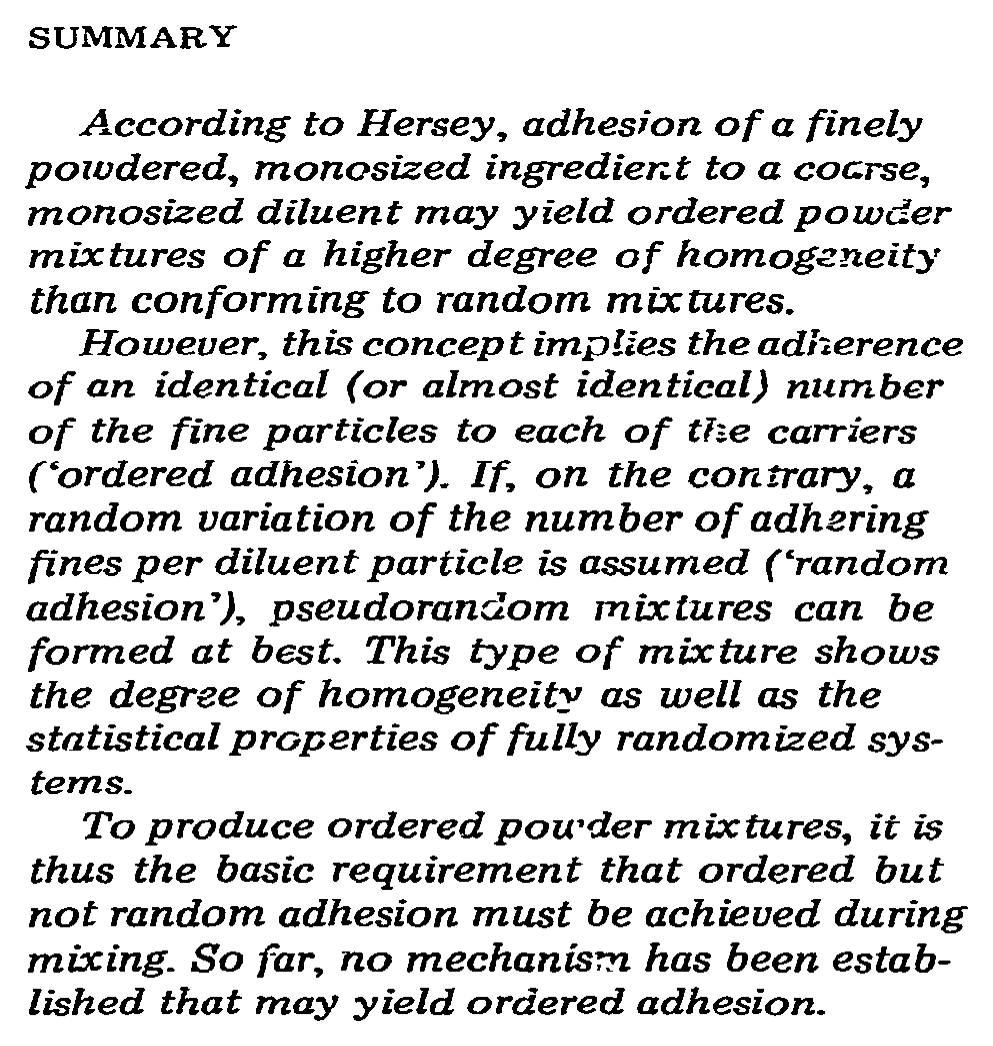 SUMMARY
According to Hersey, adhesion of a finely
powdered, monosized ingredient to a coarse,
monosized diluent may yield ordered powder
mixtures of a higher degree of homogeneity
than conforming to random mixtures.
However, this concept implies the adherence
of an identical (or almost identical) number
of the fine particles to each of the carriers
(‘ordered adhesion’). If, on the contrary, a
random variation of the number of adhering
fines per diluent particle is assumed (‘random
adhesion’), pseudorandom mixtures can be
formed at best. This type of mixture shows
the degree of homogeneity as well as the
statistical properties of fully randomized sys-
tems.
To produce ordered powder mixtures, it is
thus the basic requirement that ordered but
not random adhesion must be achieved during
mixing. So far, no mechanism has been estab-
lished that may yield ordered adhesion.